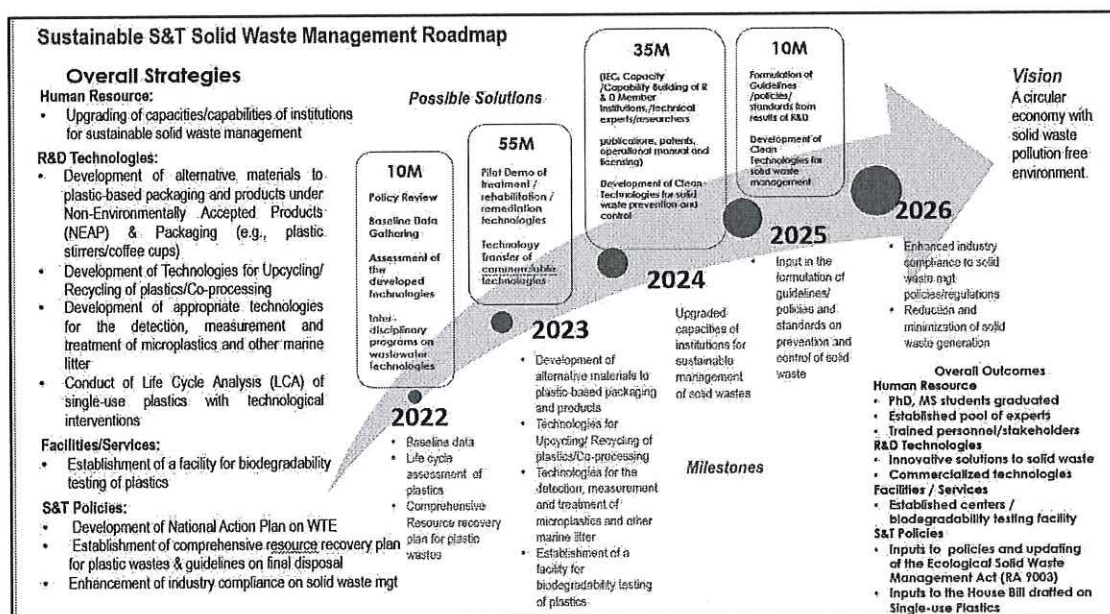 Sustainable S&T Solid Waste Management Roadmap
Overall Strategies
Human Resource:
• Upgrading of capacities/capabilities of institutions
for sustainable solid waste management
R&D Technologies:
• Development of alternative materials to
plastic-based packaging and products under
Non-Environmentally Accepted Products
(NEAP) & Packaging (e.g., plastic
stirrers/coffee cups)
• Development of Technologies for Upcycling/
Recycling of plastics/Co-processing
• Development of appropriate technologies
for the detection, measurement and
treatment of microplastics and other marine
litter
• Conduct of Life Cycle Analysis (LCA) of
single-use plastics with technological
interventions
Facilities/Services:
• Establishment of a facility for biodegradability
testing of plastics
S&T Policies:
• Development of National Action Plan on WTE
• Establishment of comprehensive resource recovery plan
for plastic wastes & guidelines on final disposal
• Enhancement of industry compliance on solid waste mgt
Possible Solutions
10M
Policy Review
Baseline Data
Gathering
Assessment of
the developed
technologies
Inter-
disciplinary
programs on
wastewater
technologies
55M
Pilot Demo of
treatment /
rehabilitation /
remediation
technologies
Technology
Transfer of
commerciable
technologies
35M
(IEC, Capacity
/Capability Building of R
& D Member
Institutions,/technical
experts/researchers
publications, patents,
operational manual and
licensing)
Development of Clean
Technologies for solid
waste prevention and
control
10M
Formulation of
Guidelines
/policies/
standards from
results of R&D
Development of
Clean
Technologies for
solid waste
management
Vision
A circular
economy with
solid waste
pollution free
environment.
2022
• Baseline data
• Life cycle
assessment of
plastics
• Comprehensive
Resource recovery
plan for plastic
wastes
2023
• Development of
alternative materials to
plastic-based packaging
and products
• Technologies for
Upcycling/ Recycling of
plastics/Co-processing
• Technologies for the
detection, measurement
and treatment of
microplastics and other
marine litter
• Establishment of a
facility for
biodegradability testing
of plastics
2024
Upgraded
capacities of
institutions for
sustainable
management
of solid wastes
Milestones
2025
• Input in the
formulation of
guidelines/
policies and
standards on
prevention and
control of solid
waste
2026
• Enhanced industry
compliance to solid
waste mgt
policies/regulations
• Reduction and
minimization of solid
waste generation
Overall Outcomes
Human Resource
• PhD, MS students graduated
• Established pool of experts
• Trained personnel/stakeholders
R&D Technologies
• Innovative solutions to solid waste
• Commercialized technologies
Facilities / Services
• Established centers /
biodegradability testing facility
S&T Policies
• Inputs to policies and updating
of the Ecological Solid Waste
Management Act (RA 9003)
• Inputs to the House Bill drafted on
Single-use Plastics